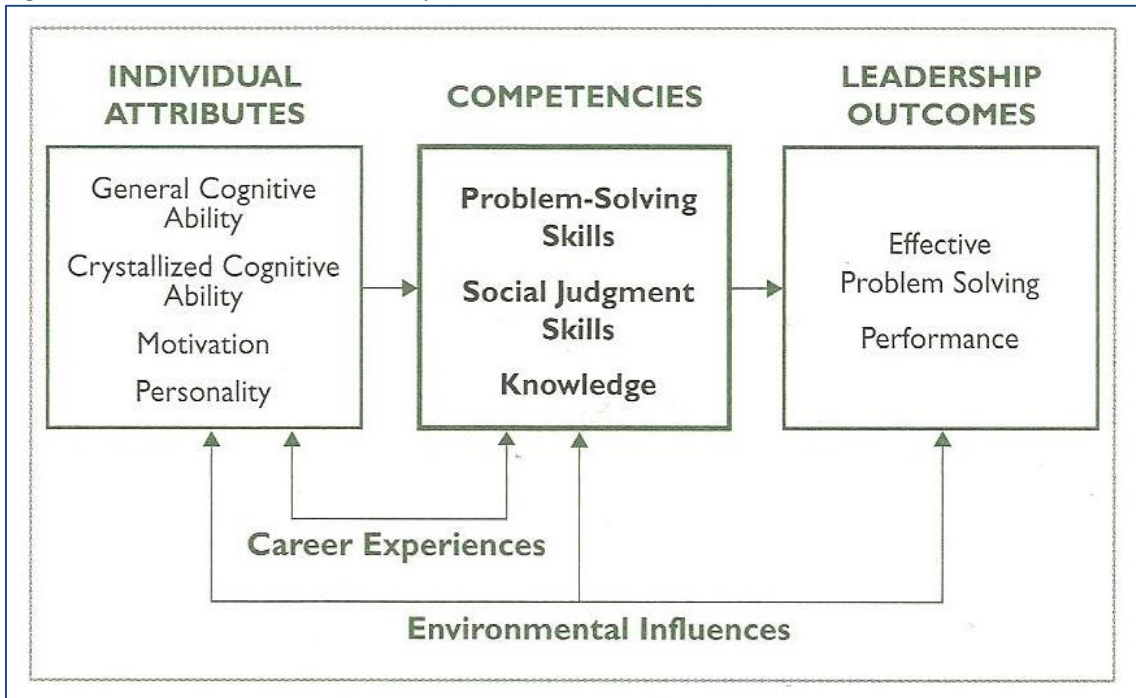 INDIVIDUAL
ATTRIBUTES
General Cognitive
Ability
Crystallized Cognitive
Ability
Motivation
Personality
COMPETENCIES
Problem-Solving
Skills
Social Judgment
Skills
Knowledge
LEADERSHIP
OUTCOMES
Effective
Problem Solving
Performance
Career Experiences
Environmental Influences